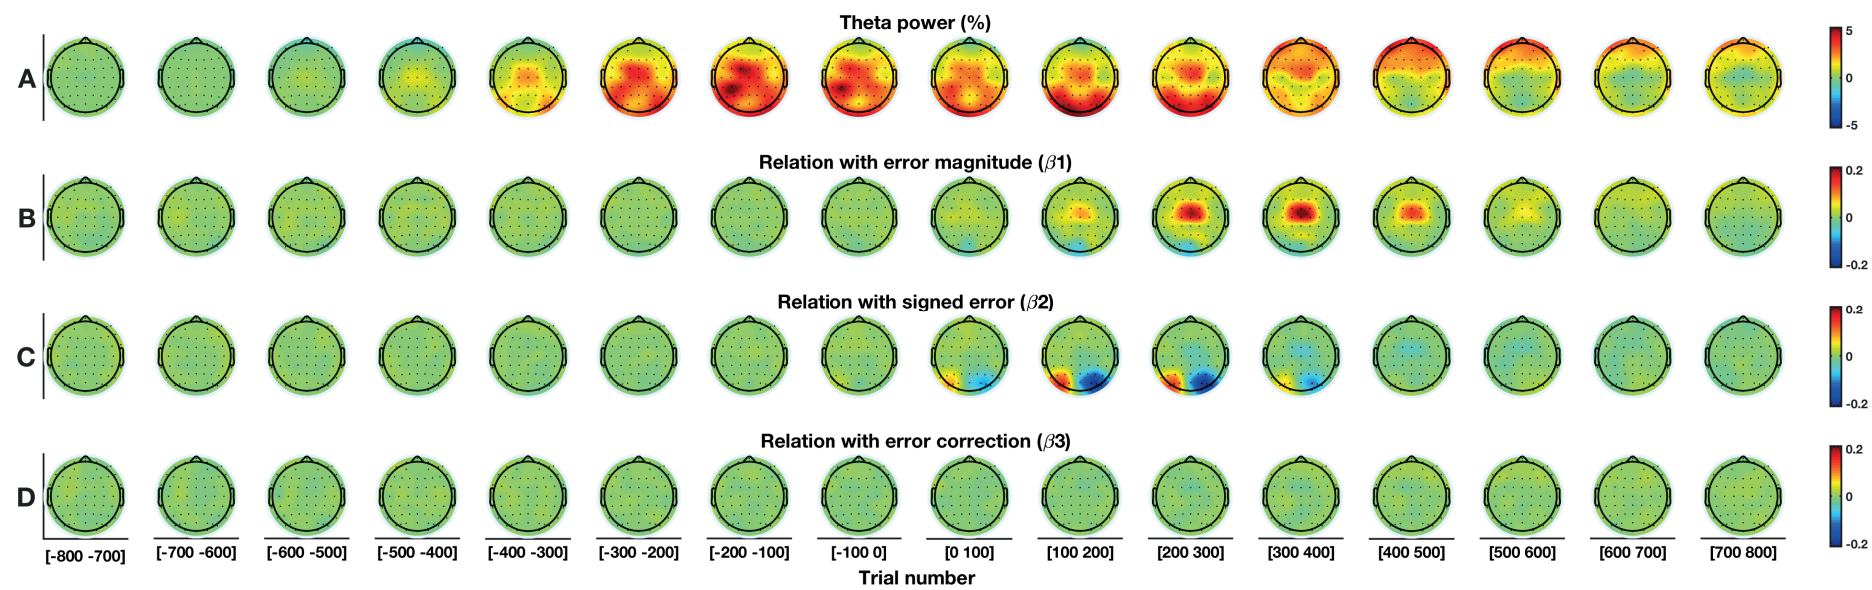 Theta power (%)
A
5
0
-5
Relation with error magnitude (β1)
B
0.2
0
-0.2
Relation with signed error (β2)
C
0.2
0
-0.2
Relation with error correction (β3)
D
0.2
0
-0.2
[-800 -700] [-700 -600] [-600 -500] [-500 -400] [-400 -300] [-300 -200] [-200 -100] [-100 0] [0 100] [100 200] [200 300] [300 400] [400 500] [500 600] [600 700] [700 800]
Trial number